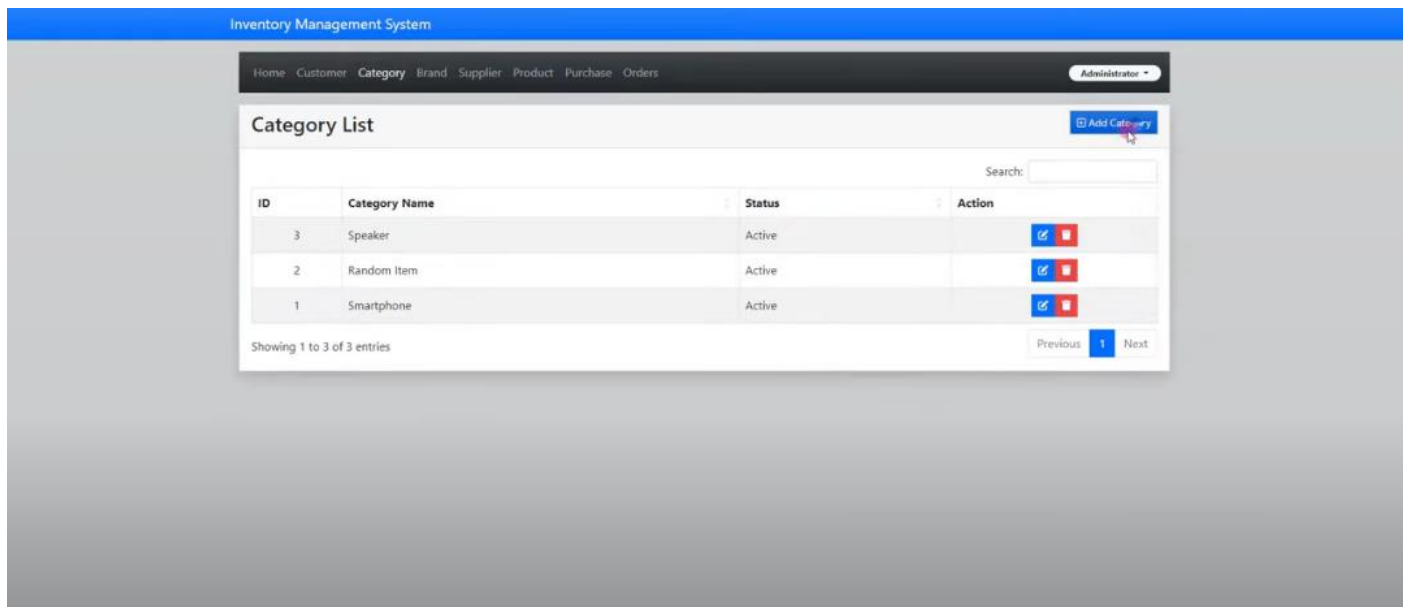 Inventory Management System
Home Customer Category Brand Supplier Product Purchase Orders Administrator
Category List Add Category
Search:
ID Category Name Status Action
3 Speaker Active
2 Random Item Active
1 Smartphone Active
Showing 1 to 3 of 3 entries Previous 1 Next